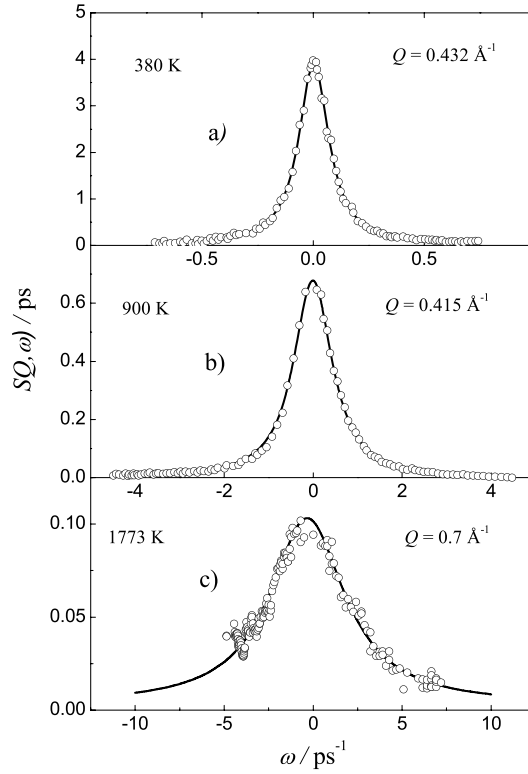 5
4
3
2
1
0
380 K
Q = 0.432 Å-1
a)
-0.5
0.0
0.5
0.6
0.4
0.2
0.0
900 K
Q = 0.415 Å-1
b)
-4
-2
0
2
4
SQ,ω) / ps
0.10
0.05
0.00
1773 K
Q = 0.7 Å-1
c)
-10
-5
0
5
10
ω / ps-1